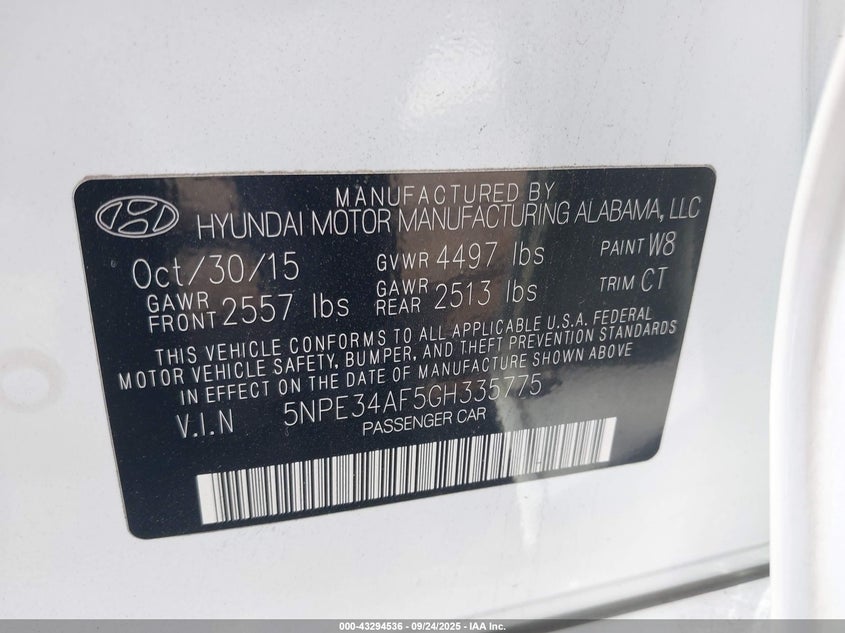 MANUFACTURED BY
HYUNDAI MOTOR MANUFACTURING ALABAMA, LLC
Oct/30/15 GVWR 4497 lbs PAINT W8
GAWR FRONT 2557 lbs GAWR REAR 2513 lbs TRIM CT
THIS VEHICLE CONFORMS TO ALL APPLICABLE U.S.A. FEDERAL
MOTOR VEHICLE SAFETY, BUMPER, AND THEFT PREVENTION STANDARDS
IN EFFECT ON THE DATE OF MANUFACTURE SHOWN ABOVE
V.I.N 5NPE34AF5GH335775
PASSENGER CAR
000-43294536 - 09/24/2025 - IAA Inc.